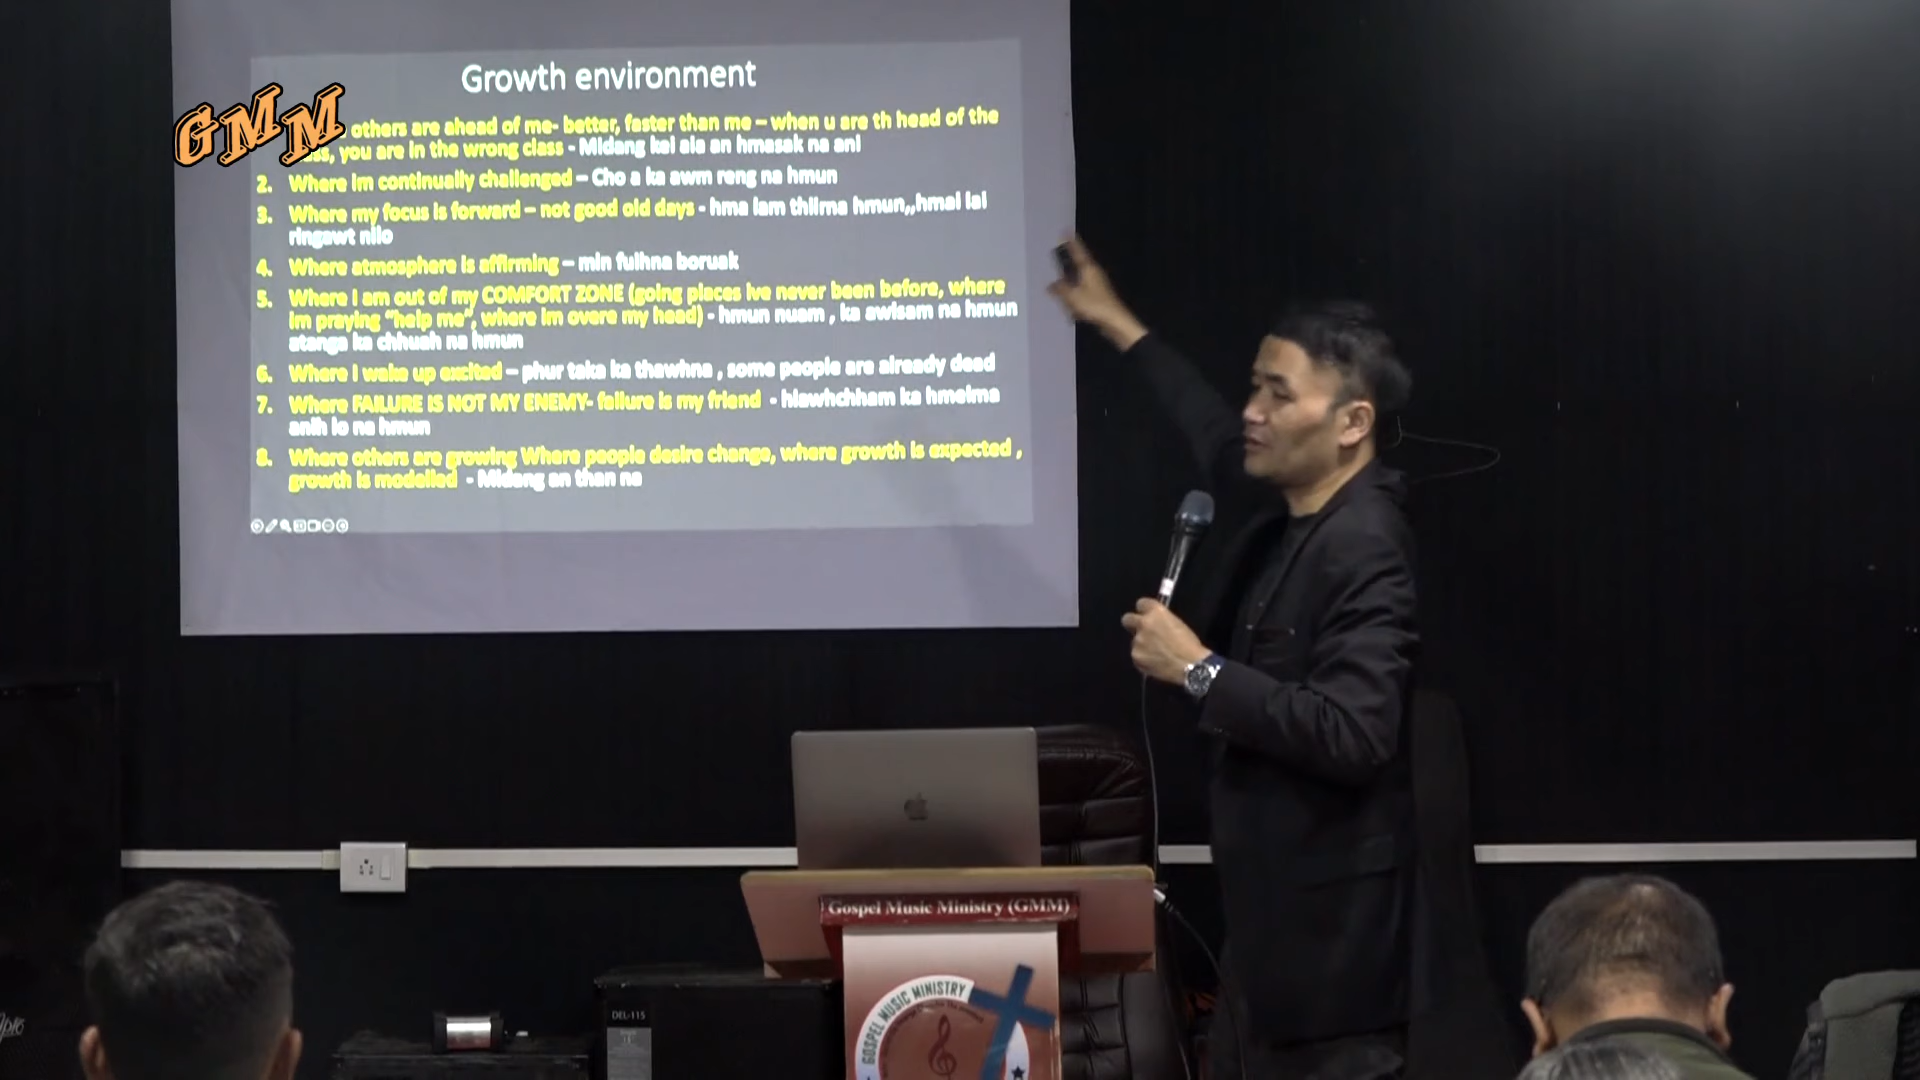 Growth environment
GMM
others are ahead of me- better, faster than me – when u are th head of the
, you are in the wrong class - Midang kal ala an hmasak na ani
2. Where im continually challenged – Cho a ka awm reng na hmun
3. Where my focus is forward – not good old days - hma lam thlirna hmun,,hmai lai
ringawt nilo
4. Where atmosphere is affirming – min fuihna boruak
5. Where I am out of my COMFORT ZONE (going places ive never been before, where
im praying “help me”, where im overe my head) - hmun nuam , ka awlsam na hmun
atanga ka chhuah na hmun
6. Where I wake up excited – phur taka ka thawhna , some people are already dead
7. Where FAILURE IS NOT MY ENEMY- failure is my friend - hlawhchham ka hmelma
anih lo na hmun
8. Where others are growing Where people desire change, where growth is expected ,
growth is modelled - Midang an than na
Gospel Music Ministry (GMM)
GOSPEL MUSIC MINISTRY
DEL-115